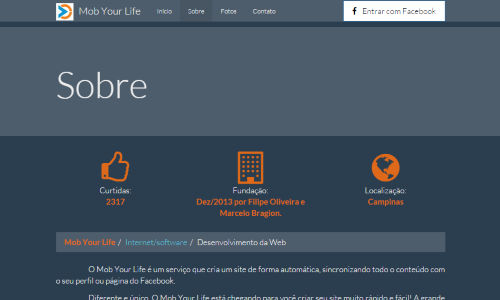 Mob Your Life Início Sobre Fotos Contato Entrar com Facebook
Sobre
Curtidas: Fundação: Localização:
2317 Dez/2013 por Filipe Oliveira e Campinas
Marcelo Bragion.
Mob Your Life / Internet/software / Desenvolvimento da Web
O Mob Your Life é um serviço que cria um site de forma automática, sincronizando todo o conteúdo com
o seu perfil ou página do Facebook.
Diferente e único, O Mob Your Life está chegando para você criar seu site muito rápido e fácil! A grande